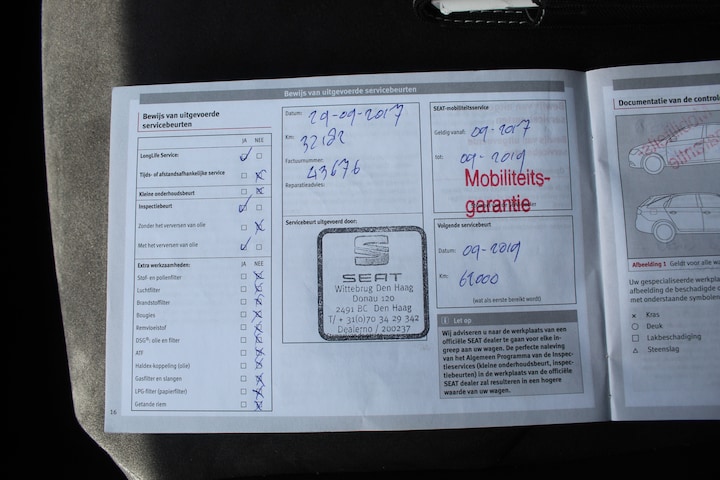 Bewijs van uitgevoerde servicebeurten
Bewijs van uitgevoerde
servicebeurten
JA NEE
LongLife Service:
Tijds- of afstandsafhankelijke service
Kleine onderhoudsbeurt
Inspectiebeurt
Zonder het verversen van olie
Met het verversen van olie
Extra werkzaamheden: JA NEE
Stof- en pollenfilter
Luchtfilter
Brandstoffilter
Bougies
Remvloeistof
DSG®: olie en filter
ATF
Haldex-koppeling (olie)
Gasfilter en slangen
LPG-filter (papierfilter)
Getande riem
16
Datum: 29-09-2017
Km: 32182
Factuurnummer: 43676
Reparatieadvies:
Servicebeurt uitgevoerd door:
SEAT
Wittebrug Den Haag
Donau 120
2491 BC Den Haag
T/ +31(0)70 34 29 342
Dealerno / 200237
SEAT-mobiliteitsservice
Geldig vanaf: 09-2017
tot: 09-2019
Mobiliteits-
garantie
Volgende servicebeurt
Datum: 09-2019
Km: 62000
(wat als eerste bereikt wordt)
i Let op
Wij adviseren u naar de werkplaats van een
officiële SEAT dealer te gaan voor elke in-
greep aan uw wagen. De perfecte naleving
van het Algemeen Programma van de Inspec-
tieservices (kleine onderhoudsbeurt, inspec-
tiebeurten) in de werkplaats van de officiële
SEAT dealer zal resulteren in een hogere
waarde van uw wagen.
Documentatie van de control
Afbeelding 1 Geldt voor alle wa
Uw gespecialiseerde werkplaa
afbeelding de beschadigde c
met onderstaande symbolen
× Kras
○ Deuk
□ Lakbeschadiging
△ Steenslag